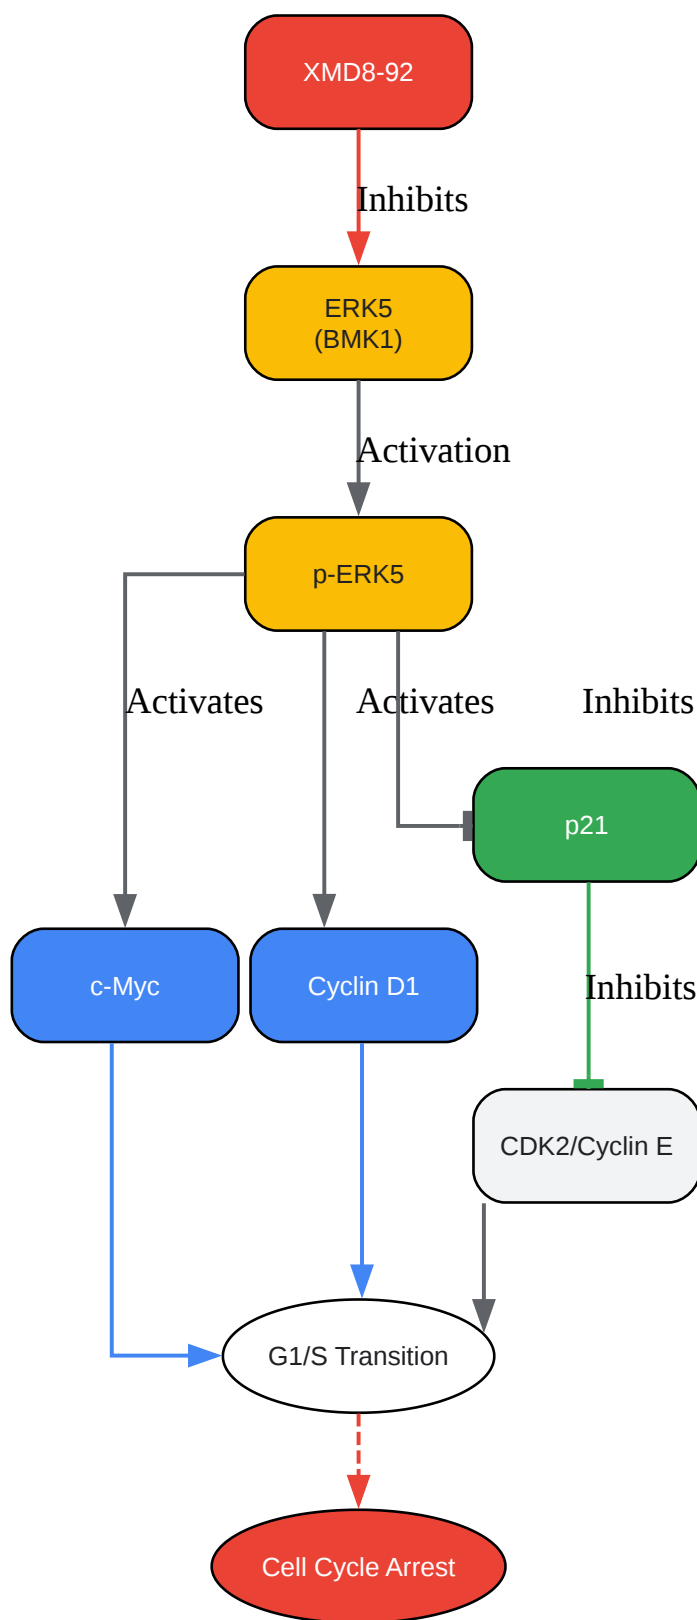 XMD8-92
Inhibits
ERK5
(BMK1)
Activation
p-ERK5
Activates
Activates
Inhibits
p21
c-Myc
Cyclin D1
Inhibits
CDK2/Cyclin E
G1/S Transition
Cell Cycle Arrest